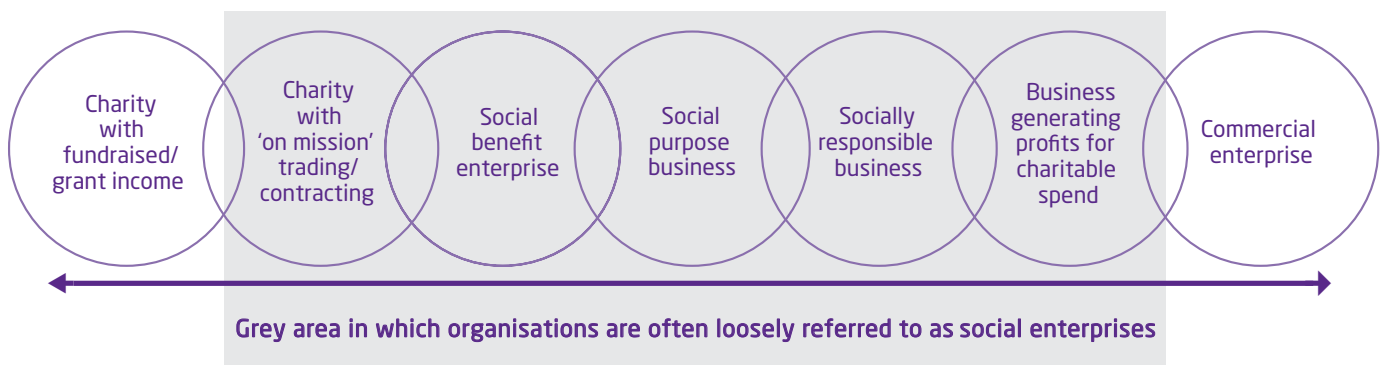 Charity
with
fundraised/
grant income
Charity
with
‘on mission’
trading/
contracting
Social
benefit
enterprise
Social
purpose
business
Socially
responsible
business
Business
generating
profits for
charitable
spend
Commercial
enterprise
Grey area in which organisations are often loosely referred to as social enterprises